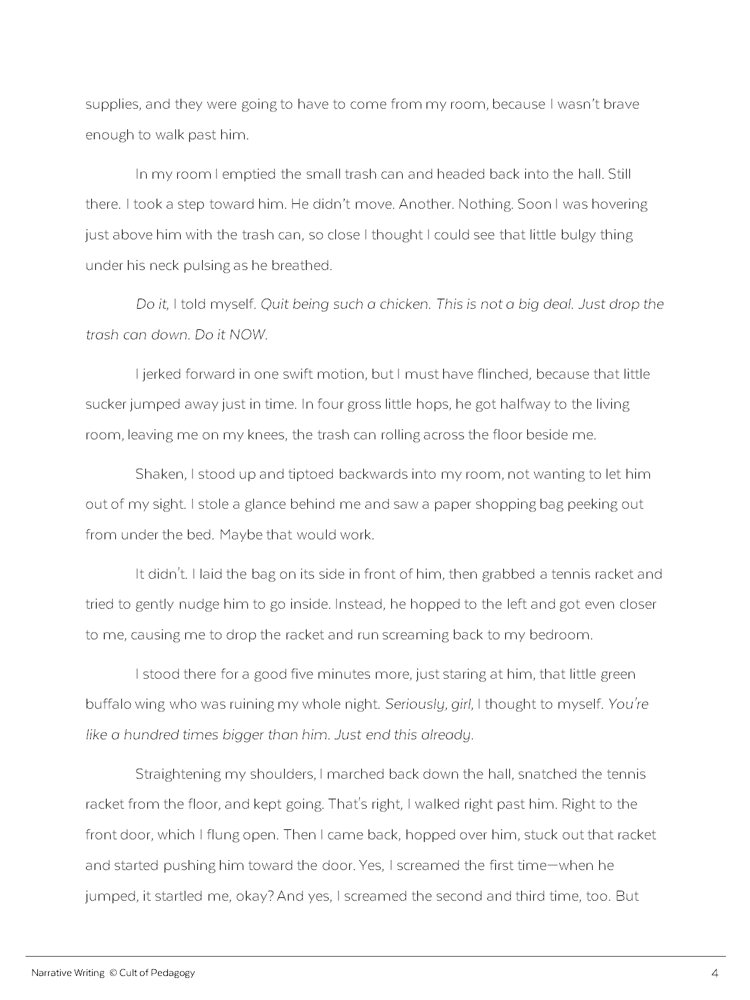 supplies, and they were going to have to come from my room, because I wasn’t brave
enough to walk past him.
In my room I emptied the small trash can and headed back into the hall. Still
there. I took a step toward him. He didn’t move. Another. Nothing. Soon I was hovering
just above him with the trash can, so close I thought I could see that little bulgy thing
under his neck pulsing as he breathed.
Do it, I told myself. Quit being such a chicken. This is not a big deal. Just drop the
trash can down. Do it NOW.
I jerked forward in one swift motion, but I must have flinched, because that little
sucker jumped away just in time. In four gross little hops, he got halfway to the living
room, leaving me on my knees, the trash can rolling across the floor beside me.
Shaken, I stood up and tiptoed backwards into my room, not wanting to let him
out of my sight. I stole a glance behind me and saw a paper shopping bag peeking out
from under the bed. Maybe that would work.
It didn't. I laid the bag on its side in front of him, then grabbed a tennis racket and
tried to gently nudge him to go inside. Instead, he hopped to the left and got even closer
to me, causing me to drop the racket and run screaming back to my bedroom.
I stood there for a good five minutes more, just staring at him, that little green
buffalo wing who was ruining my whole night. Seriously, girl, I thought to myself. You're
like a hundred times bigger than him. Just end this already.
Straightening my shoulders, I marched back down the hall, snatched the tennis
racket from the floor, and kept going. That's right, I walked right past him. Right to the
front door, which I flung open. Then I came back, hopped over him, stuck out that racket
and started pushing him toward the door. Yes, I screamed the first time—when he
jumped, it startled me, okay? And yes, I screamed the second and third time, too. But
Narrative Writing © Cult of Pedagogy 4